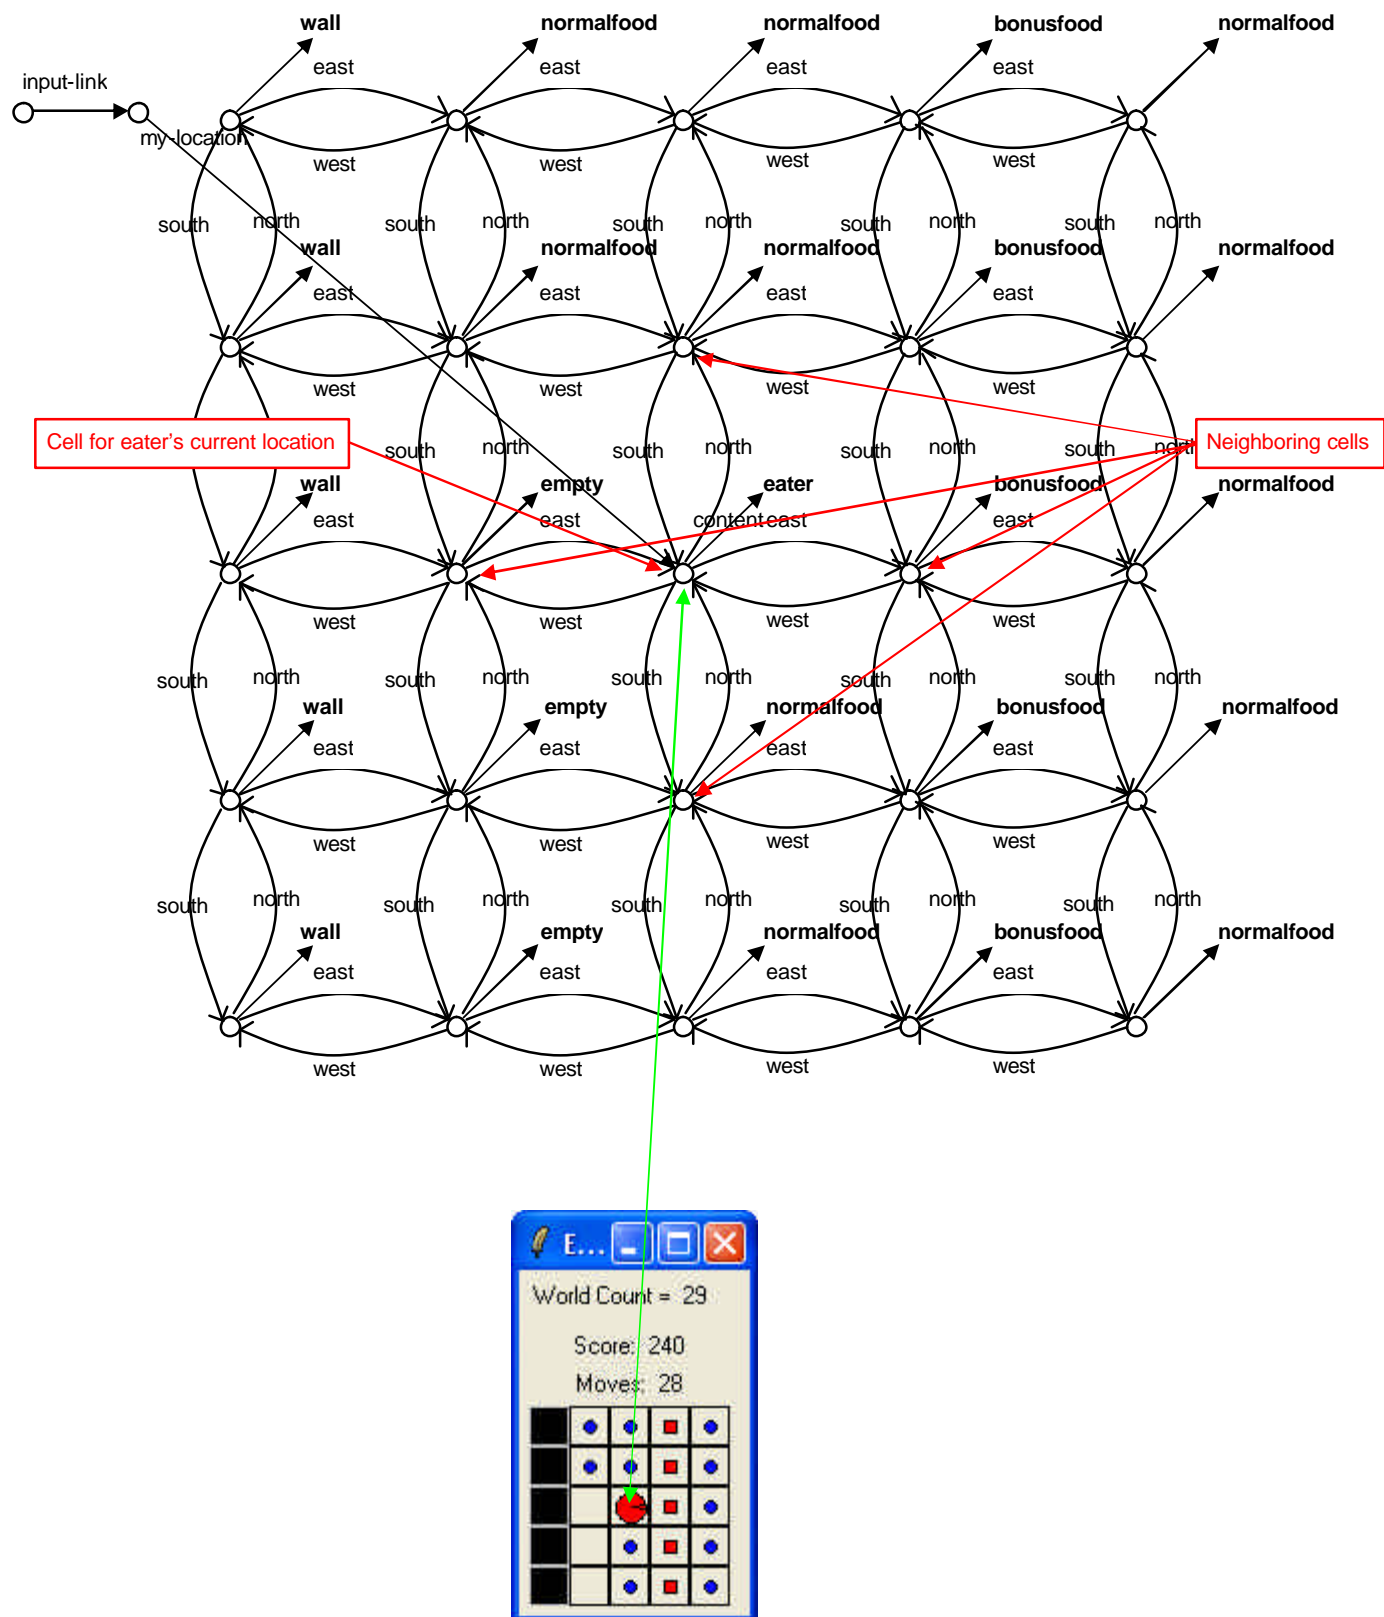 wall normalfood normalfood bonusfood normalfood
east east east east
input-link
my-location
west west west west
south north south north south north south north south north
wall normalfood normalfood bonusfood normalfood
east east east east
west west west west
Cell for eater's current location
Neighboring cells
south north south north south north south north
wall empty eater bonusfood normalfood
east east content east east
west west west west
south north south north south north south north south north
wall empty normalfood bonusfood normalfood
east east east east
west west west west
south north south north south north south north south north
wall empty normalfood bonusfood normalfood
east east east east
west west west west
E...
World Count = 29
Score: 240
Moves: 28